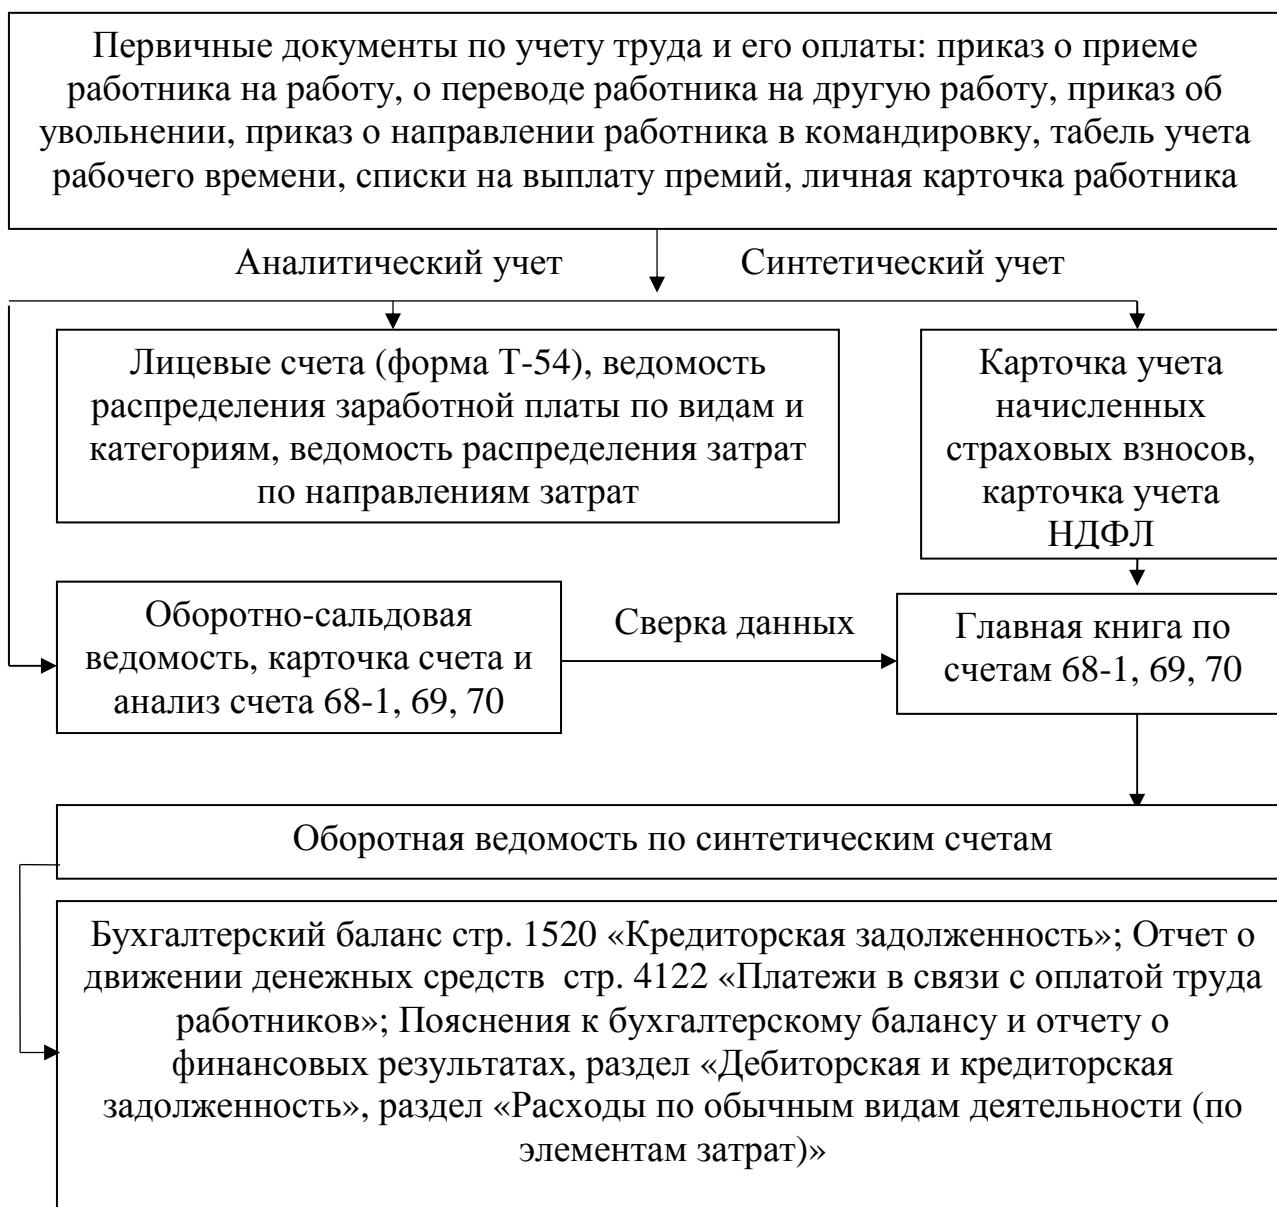 Первичные документы по учету труда и его оплаты: приказ о приеме
работника на работу, о переводе работника на другую работу, приказ об
увольнении, приказ о направлении работника в командировку, табель учета
рабочего времени, списки на выплату премий, личная карточка работника
Аналитический учет
Синтетический учет
Лицевые счета (форма Т-54), ведомость
распределения заработной платы по видам и
категориям, ведомость распределения затрат
по направлениям затрат
Карточка учета
начисленных
страховых взносов,
карточка учета
НДФЛ
Оборотно-сальдовая
ведомость, карточка счета и
анализ счета 68-1, 69, 70
Сверка данных
Главная книга по
счетам 68-1, 69, 70
Оборотная ведомость по синтетическим счетам
Бухгалтерский баланс стр. 1520 «Кредиторская задолженность»; Отчет о
движении денежных средств  стр. 4122 «Платежи в связи с оплатой труда
работников»; Пояснения к бухгалтерскому балансу и отчету о
финансовых результатах, раздел «Дебиторская и кредиторская
задолженность», раздел «Расходы по обычным видам деятельности (по
элементам затрат)»